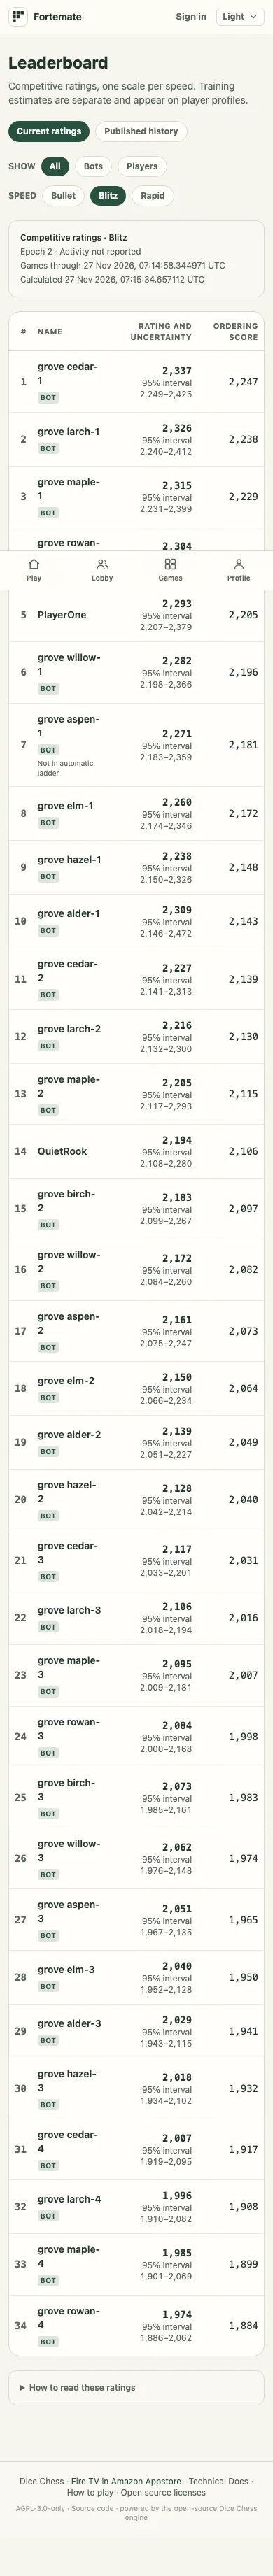 Fortemate
Sign in
Light
Leaderboard
Competitive ratings, one scale per speed. Training
estimates are separate and appear on player profiles.
Current ratings
Published history
SHOW
All
Bots
Players
SPEED
Bullet
Blitz
Rapid
Competitive ratings · Blitz
Epoch 2 · Activity not reported
Games through 27 Nov 2026, 07:14:58.344971 UTC
Calculated 27 Nov 2026, 07:15:34.657112 UTC
# NAME RATING AND UNCERTAINTY ORDERING SCORE
1 grove cedar-1 BOT 2,337 95% interval 2,249–2,425 2,247
2 grove larch-1 BOT 2,326 95% interval 2,240–2,412 2,238
3 grove maple-1 BOT 2,315 95% interval 2,231–2,399 2,229
grove rowan- 2,304
Play
Lobby
Games
Profile
5 PlayerOne 2,293 95% interval 2,207–2,379 2,205
6 grove willow-1 BOT 2,282 95% interval 2,198–2,366 2,196
7 grove aspen-1 BOT Not in automatic ladder 2,271 95% interval 2,183–2,359 2,181
8 grove elm-1 BOT 2,260 95% interval 2,174–2,346 2,172
9 grove hazel-1 BOT 2,238 95% interval 2,150–2,326 2,148
10 grove alder-1 BOT 2,309 95% interval 2,146–2,472 2,143
11 grove cedar-2 BOT 2,227 95% interval 2,141–2,313 2,139
12 grove larch-2 BOT 2,216 95% interval 2,132–2,300 2,130
13 grove maple-2 BOT 2,205 95% interval 2,117–2,293 2,115
14 QuietRook 2,194 95% interval 2,108–2,280 2,106
15 grove birch-2 BOT 2,183 95% interval 2,099–2,267 2,097
16 grove willow-2 BOT 2,172 95% interval 2,084–2,260 2,082
17 grove aspen-2 BOT 2,161 95% interval 2,075–2,247 2,073
18 grove elm-2 BOT 2,150 95% interval 2,066–2,234 2,064
19 grove alder-2 BOT 2,139 95% interval 2,051–2,227 2,049
20 grove hazel-2 BOT 2,128 95% interval 2,042–2,214 2,040
21 grove cedar-3 BOT 2,117 95% interval 2,033–2,201 2,031
22 grove larch-3 BOT 2,106 95% interval 2,018–2,194 2,016
23 grove maple-3 BOT 2,095 95% interval 2,009–2,181 2,007
24 grove rowan-3 BOT 2,084 95% interval 2,000–2,168 1,998
25 grove birch-3 BOT 2,073 95% interval 1,985–2,161 1,983
26 grove willow-3 BOT 2,062 95% interval 1,976–2,148 1,974
27 grove aspen-3 BOT 2,051 95% interval 1,967–2,135 1,965
28 grove elm-3 BOT 2,040 95% interval 1,952–2,128 1,950
29 grove alder-3 BOT 2,029 95% interval 1,943–2,115 1,941
30 grove hazel-3 BOT 2,018 95% interval 1,934–2,102 1,932
31 grove cedar-4 BOT 2,007 95% interval 1,919–2,095 1,917
32 grove larch-4 BOT 1,996 95% interval 1,910–2,082 1,908
33 grove maple-4 BOT 1,985 95% interval 1,901–2,069 1,899
34 grove rowan-4 BOT 1,974 95% interval 1,886–2,062 1,884
How to read these ratings
Dice Chess · Fire TV in Amazon Appstore · Technical Docs ·
How to play · Open source licenses
AGPL-3.0-only · Source code · powered by the open-source Dice Chess
engine